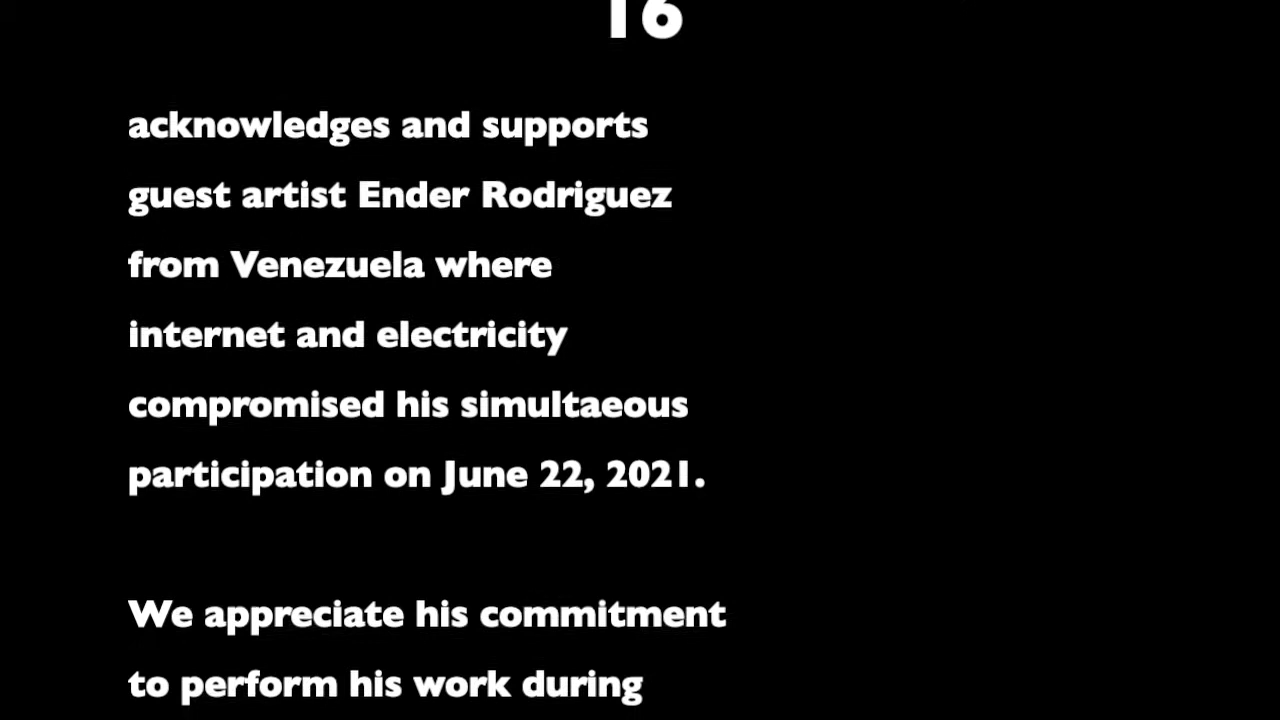 16
acknowledges and supports
guest artist Ender Rodriguez
from Venezuela where
internet and electricity
compromised his simultaeous
participation on June 22, 2021.
We appreciate his commitment
to perform his work during